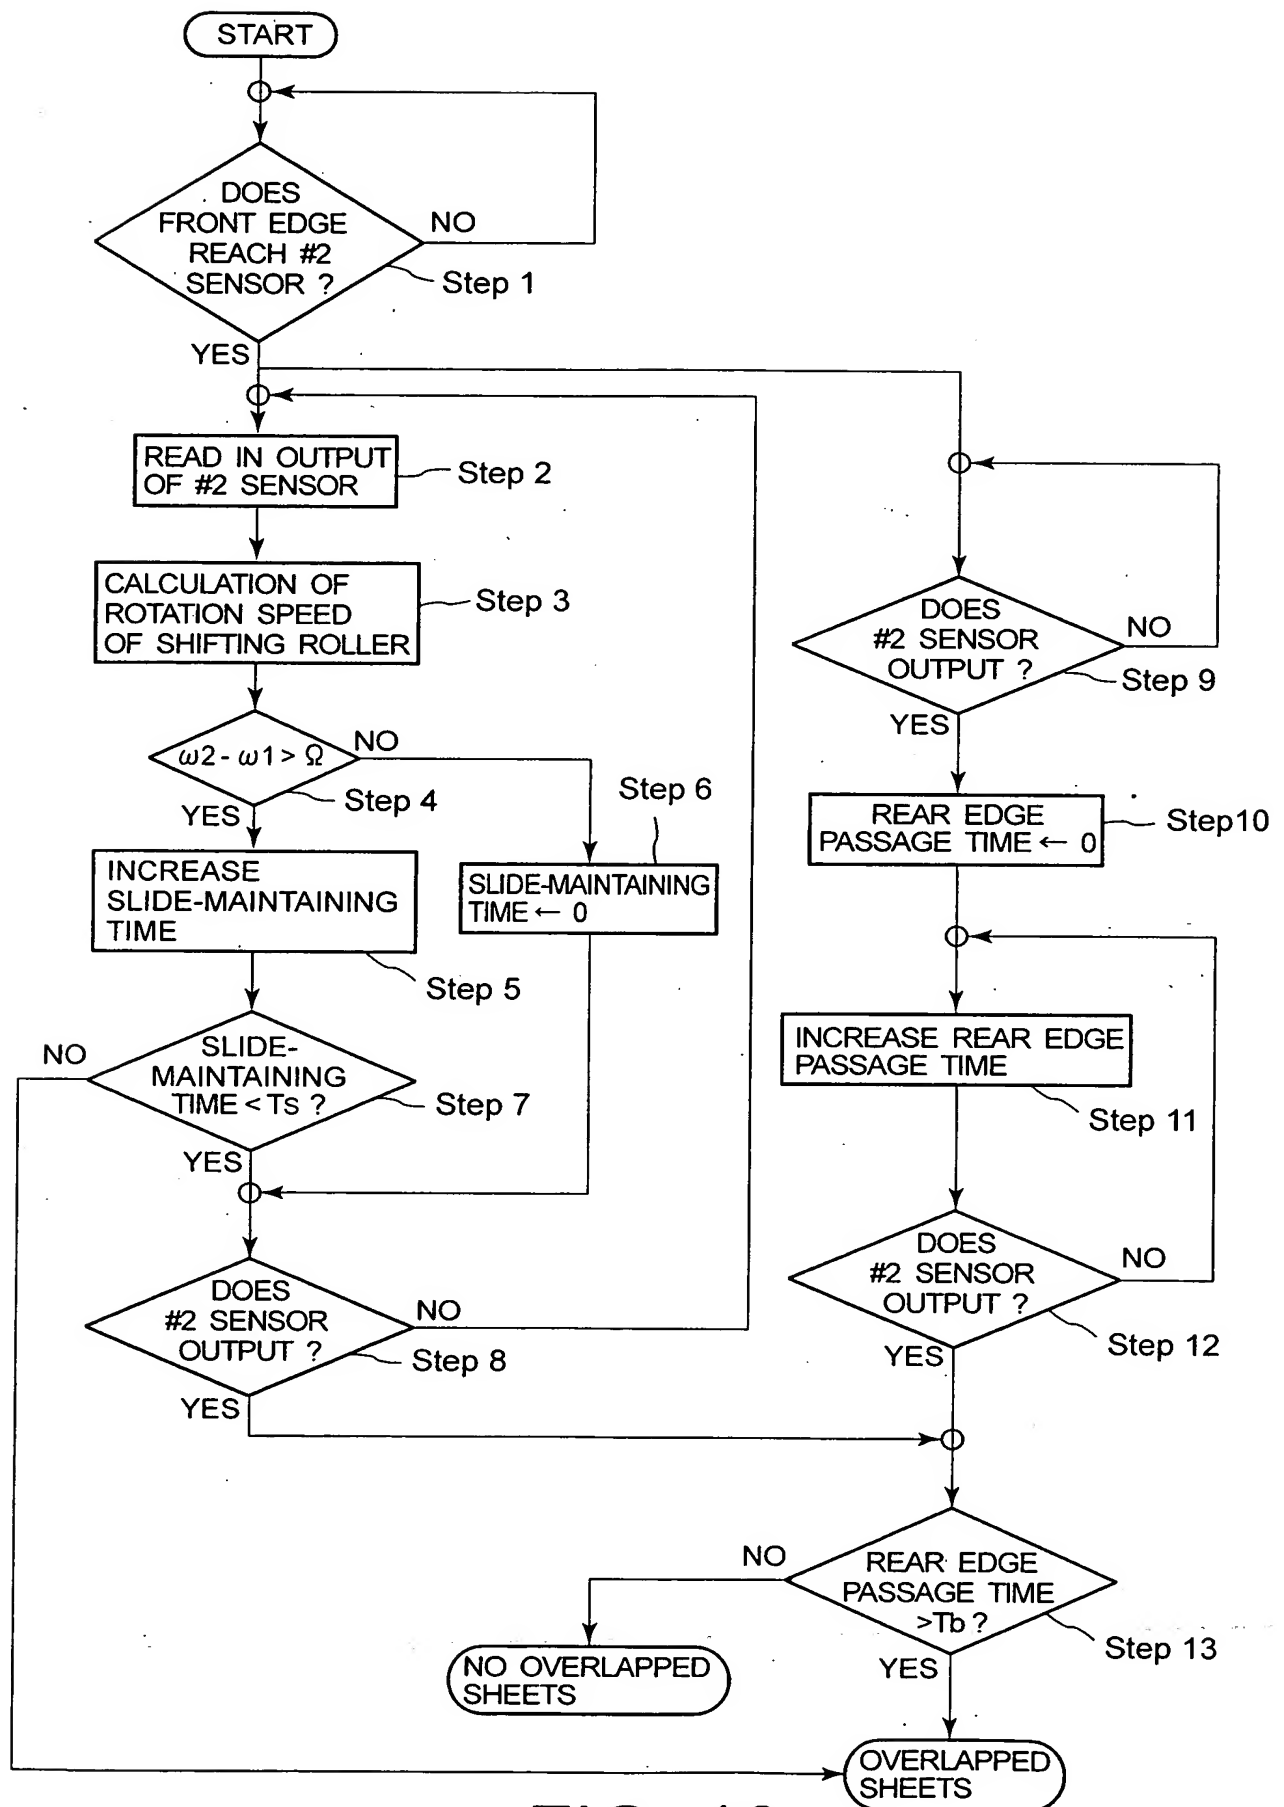 START
DOES
FRONT EDGE
REACH #2
SENSOR ?
NO
Step 1
YES
READ IN OUTPUT
OF #2 SENSOR
Step 2
CALCULATION OF
ROTATION SPEED
OF SHIFTING ROLLER
Step 3
ω2 - ω1 > Ω
NO
Step 4
YES
INCREASE
SLIDE-MAINTAINING
TIME
Step 5
Step 6
SLIDE-MAINTAINING
TIME ← 0
SLIDE-
MAINTAINING
TIME < Ts ?
NO
Step 7
YES
DOES
#2 SENSOR
OUTPUT ?
NO
Step 8
YES
DOES
#2 SENSOR
OUTPUT ?
NO
Step 9
YES
REAR EDGE
PASSAGE TIME ← 0
Step10
INCREASE REAR EDGE
PASSAGE TIME
Step 11
DOES
#2 SENSOR
OUTPUT ?
NO
Step 12
YES
REAR EDGE
PASSAGE TIME
>Tb ?
NO
Step 13
YES
NO OVERLAPPED
SHEETS
OVERLAPPED
SHEETS